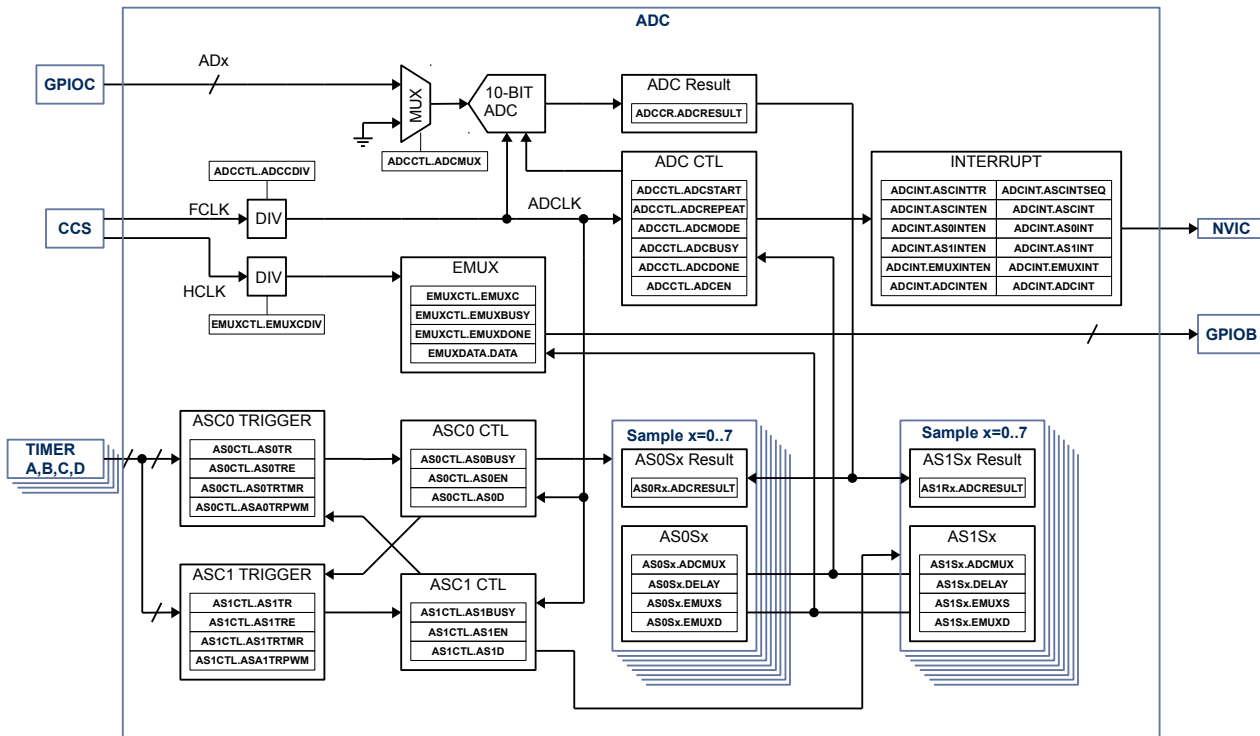 ADC
GPIOC
ADx
MUX
10-BIT
ADC
ADC Result
ADCCR.ADCRESULT
ADCCTL.ADCMUX
ADCCTL.ADCCDIV
CCS
FCLK
DIV
ADCLK
HCLK
DIV
EMUXCTL.EMUXCDIV
ADC CTL
ADCCTL.ADCSTART
ADCCTL.ADCREPEAT
ADCCTL.ADCMODE
ADCCTL.ADCBUSY
ADCCTL.ADCDONE
ADCCTL.ADCEN
INTERRUPT
ADCINT.ASCINTTR ADCINT.ASCINTSEQ
ADCINT.ASCINTEN ADCINT.ASCINT
ADCINT.AS0INTEN ADCINT.AS0INT
ADCINT.AS1INTEN ADCINT.AS1INT
ADCINT.EMUXINTEN ADCINT.EMUXINT
ADCINT.ADCINTEN ADCINT.ADCINT
NVIC
EMUX
EMUXCTL.EMUXC
EMUXCTL.EMUXBUSY
EMUXCTL.EMUXDONE
EMUXDATA.DATA
GPIOB
TIMER
A,B,C,D
ASC0 TRIGGER
AS0CTL.AS0TR
AS0CTL.AS0TRE
AS0CTL.AS0TRTMR
AS0CTL.ASA0TRPWM
ASC0 CTL
AS0CTL.AS0BUSY
AS0CTL.AS0EN
AS0CTL.AS0D
ASC1 TRIGGER
AS1CTL.AS1TR
AS1CTL.AS1TRE
AS1CTL.AS1TRTMR
AS1CTL.ASA1TRPWM
ASC1 CTL
AS1CTL.AS1BUSY
AS1CTL.AS1EN
AS1CTL.AS1D
Sample x=0..7
AS0Sx Result
AS0Rx.ADCRESULT
AS0Sx
AS0Sx.ADCMUX
AS0Sx.DELAY
AS0Sx.EMUXS
AS0Sx.EMUXD
Sample x=0..7
AS1Sx Result
AS1Rx.ADCRESULT
AS1Sx
AS1Sx.ADCMUX
AS1Sx.DELAY
AS1Sx.EMUXS
AS1Sx.EMUXD